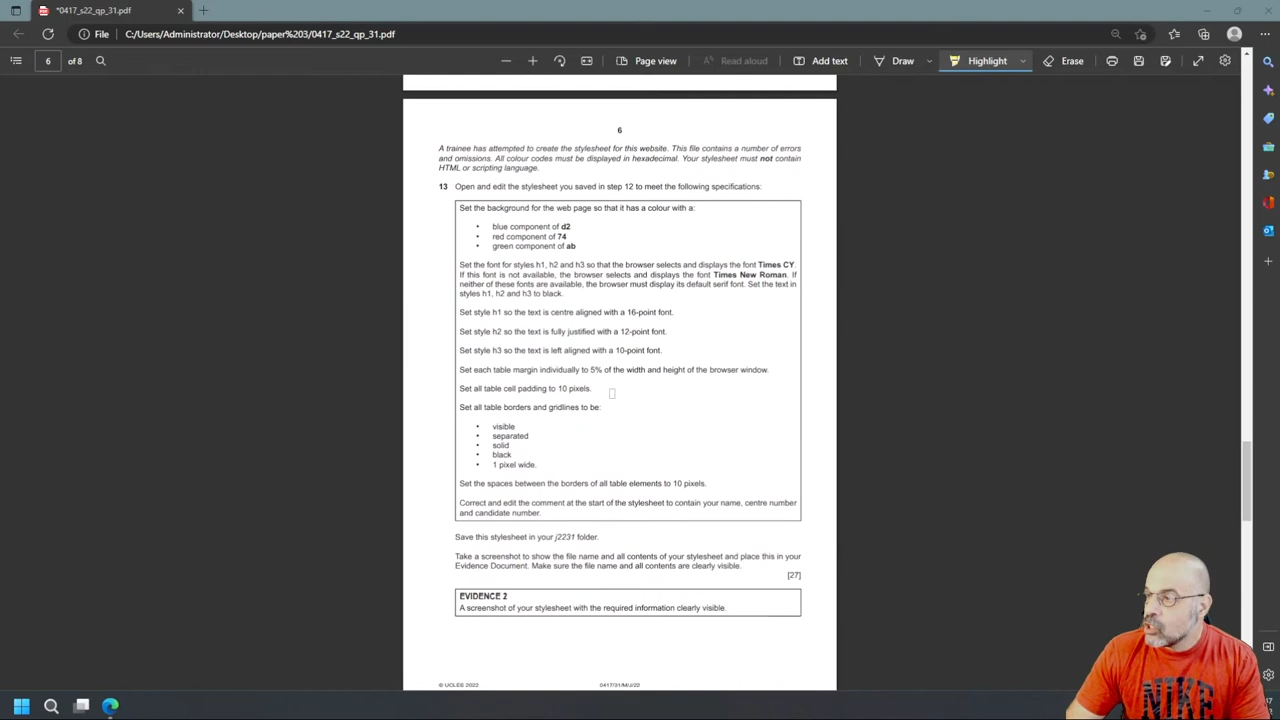 *0417_s22_qp_31.pdf
File
C:/Users/Administrator/Desktop/paper%203/0417_s22_qp_31.pdf
6
of 8
Page view
Read aloud
Add text
Draw
Highlight
Erase
6
A trainee has attempted to create the stylesheet for this website. This file contains a number of errors
and omissions. All colour codes must be displayed in hexadecimal. Your stylesheet must not contain
HTML or scripting language.
13 Open and edit the stylesheet you saved in step 12 to meet the following specifications:
Set the background for the web page so that it has a colour with a:
• blue component of d2
• red component of 74
• green component of ab
Set the font for styles h1, h2 and h3 so that the browser selects and displays the font Times CY.
If this font is not available, the browser selects and displays the font Times New Roman. If
neither of these fonts are available, the browser must display its default serif font. Set the text in
styles h1, h2 and h3 to black.
Set style h1 so the text is centre aligned with a 16-point font.
Set style h2 so the text is fully justified with a 12-point font.
Set style h3 so the text is left aligned with a 10-point font.
Set each table margin individually to 5% of the width and height of the browser window.
Set all table cell padding to 10 pixels.
Set all table borders and gridlines to be:
• visible
• separated
• solid
• black
• 1 pixel wide.
Set the spaces between the borders of all table elements to 10 pixels.
Correct and edit the comment at the start of the stylesheet to contain your name, centre number
and candidate number.
Save this stylesheet in your j2231 folder.
Take a screenshot to show the file name and all contents of your stylesheet and place this in your
Evidence Document. Make sure the file name and all contents are clearly visible.
[27]
EVIDENCE 2
A screenshot of your stylesheet with the required information clearly visible.
© UCLES 2022
0417/31/M/J/22
NIKE